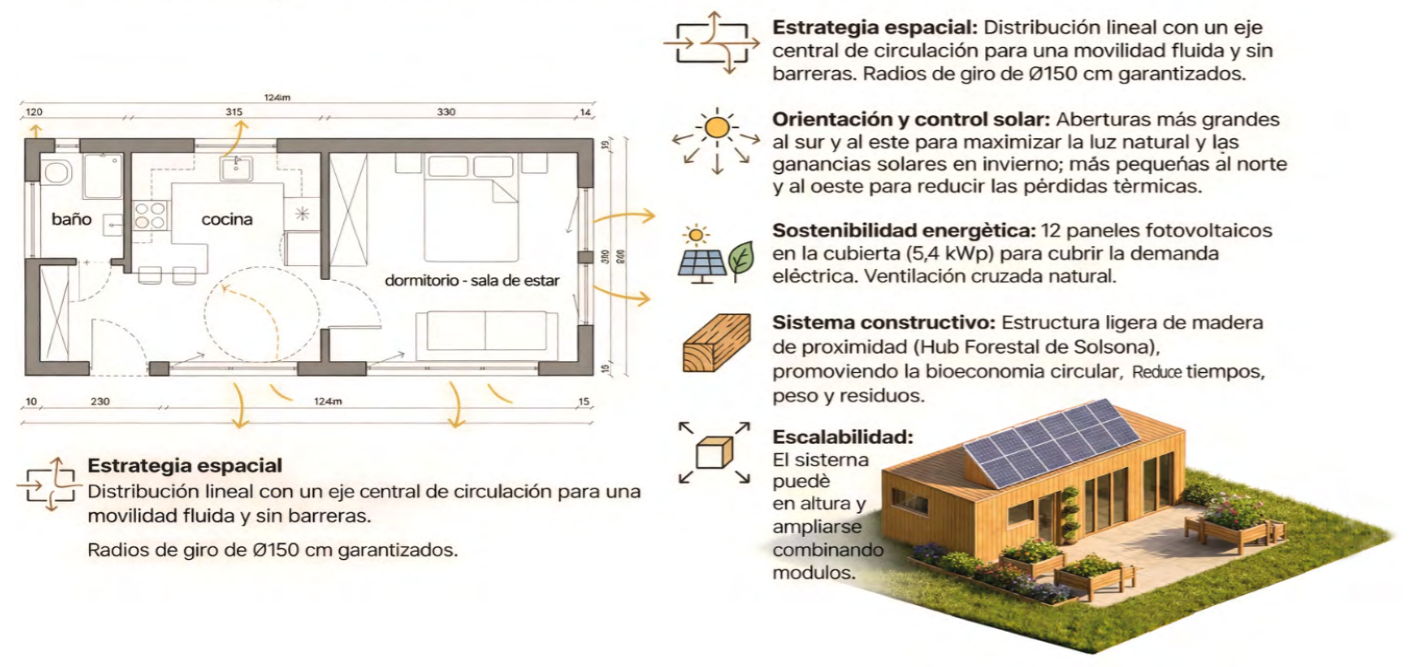 124m
120
315
330
14
baño
cocina
dormitorio - sala de estar
10
230
124m
15
Estrategia espacial
Distribución lineal con un eje central de circulación para una
movilidad fluida y sin barreras.
Radios de giro de Ø150 cm garantizados.
Estrategia espacial: Distribución lineal con un eje
central de circulación para una movilidad fluida y sin
barreras. Radios de giro de Ø150 cm garantizados.
Orientación y control solar: Aberturas más grandes
al sur y al este para maximizar la luz natural y las
ganancias solares en invierno; más pequeñas al norte
y al oeste para reducir las pérdidas tèrmicas.
Sostenibilidad energètica: 12 paneles fotovoltaicos
en la cubierta (5,4 kWp) para cubrir la demanda
eléctrica. Ventilación cruzada natural.
Sistema constructivo: Estructura ligera de madera
de proximidad (Hub Forestal de Solsona),
promoviendo la bioeconomia circular, Reduce tiempos,
peso y residuos.
Escalabilidad:
El sisterna
puedè
en altura y
ampliarse
combinando
modulos.